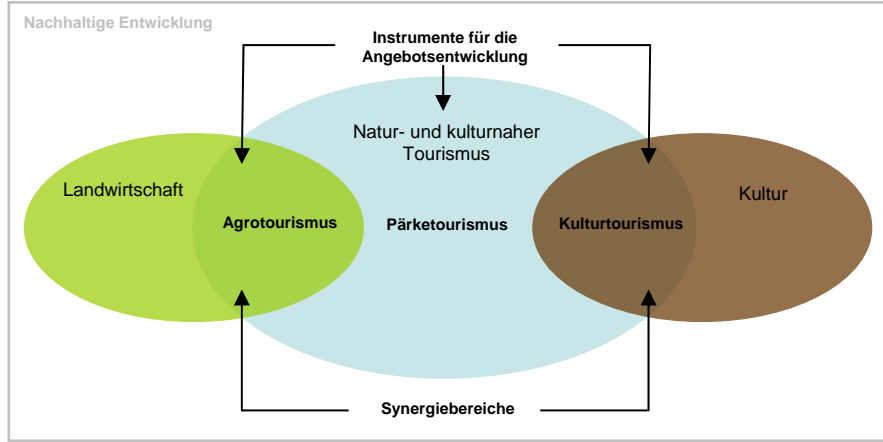 Nachhaltige Entwicklung
Instrumente für die
Angebotsentwicklung
Natur- und kulturnaher
Tourismus
Landwirtschaft
Kultur
Agrotourismus
Pärketourismus
Kulturtourismus
Synergiebereiche